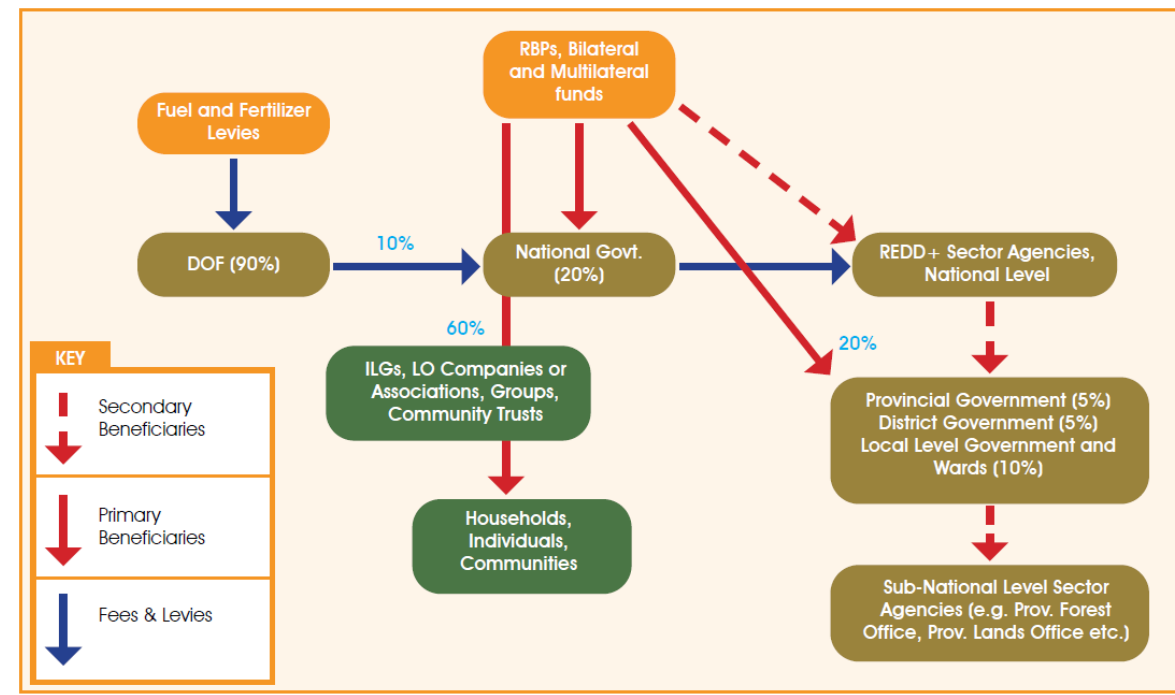 RBPs, Bilateral
and Multilateral
funds
Fuel and Fertilizer
Levies
DOF (90%)
10%
National Govt.
(20%)
REDD+ Sector Agencies,
National Level
60%
20%
ILGs, LO Companies or
Associations, Groups,
Community Trusts
Provincial Government (5%)
District Government (5%)
Local Level Government and
Wards (10%)
Households,
Individuals,
Communities
Sub-National Level Sector
Agencies (e.g. Prov. Forest
Office, Prov. Lands Office etc.)
KEY
Secondary
Beneficiaries
Primary
Beneficiaries
Fees & Levies